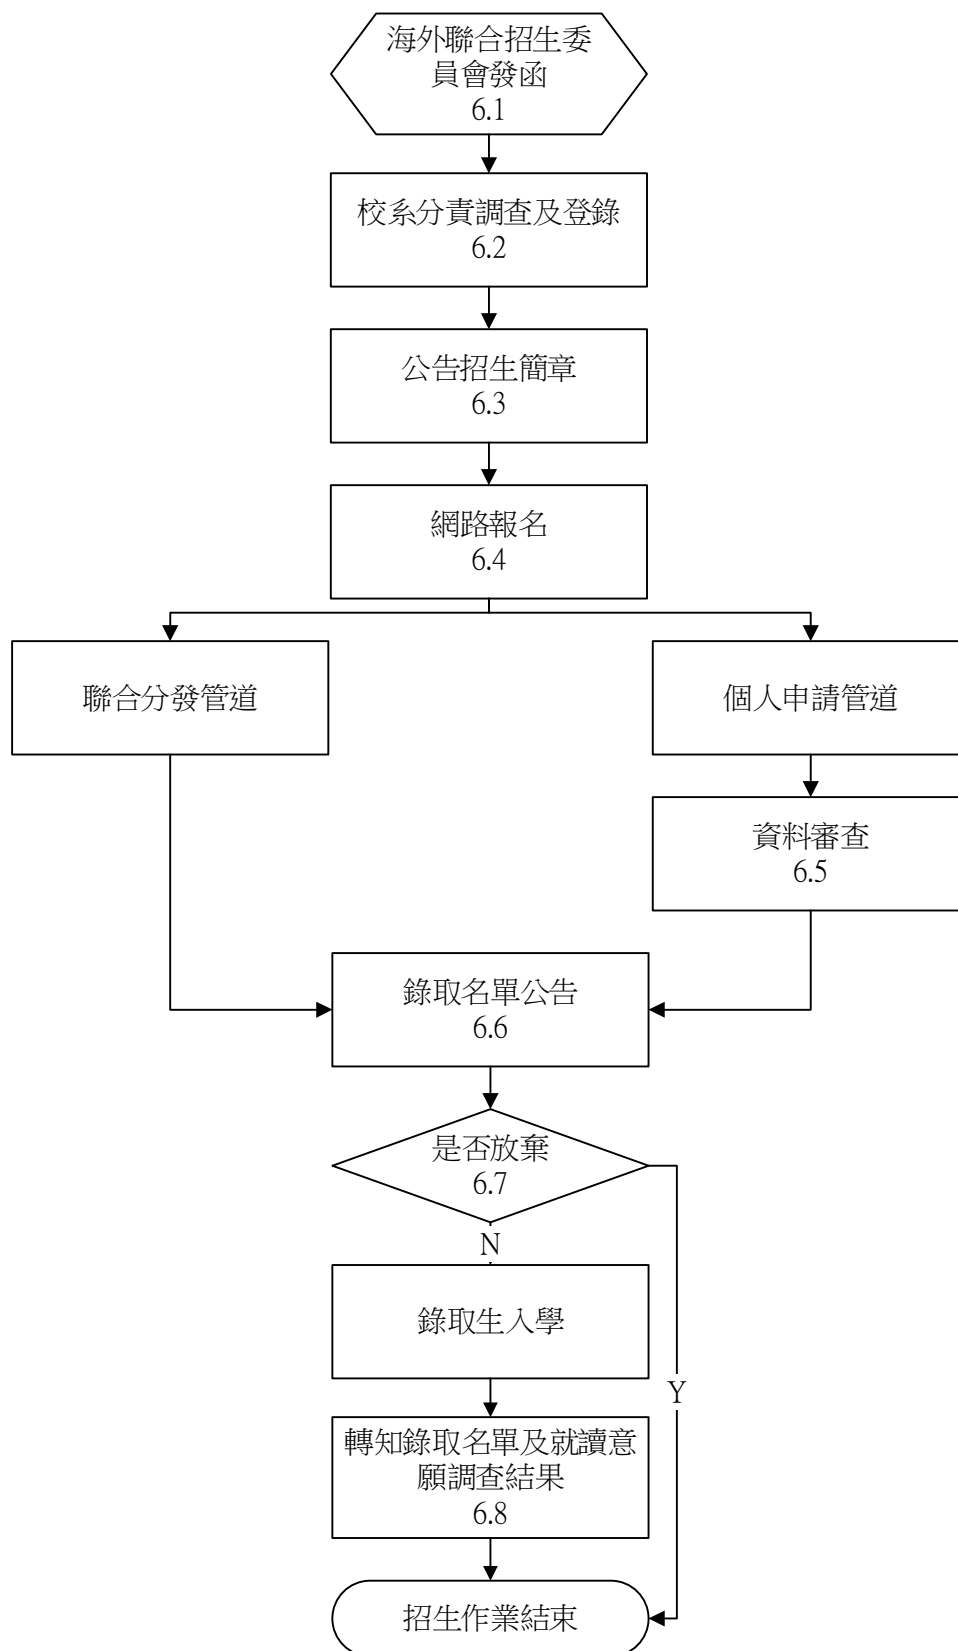 海外聯合招生委
員會發函
6.1
校系分責調查及登錄
6.2
公告招生簡章
6.3
網路報名
6.4
聯合分發管道
個人申請管道
資料審查
6.5
錄取名單公告
6.6
是否放棄
6.7
N
錄取生入學
Y
轉知錄取名單及就讀意
願調查結果
6.8
招生作業結束